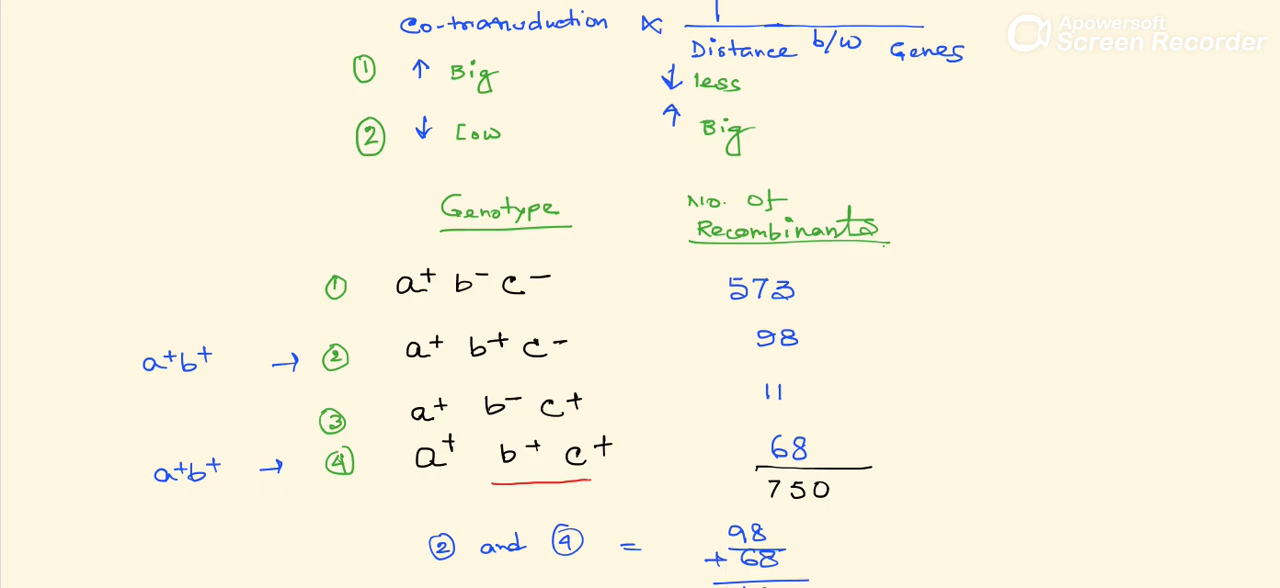 Apowersoft
Screen Recorder
Co-transduction ∝ 1
Distance b/w Genes
① ↑ Big ↓ less
② ↓ Low ↑ Big
Genotype No. of
Recombinants
① a+ b- c- 573
a+b+ → ② a+ b+ c- 98
③ a+ b- c+ 11
a+b+ → ④ a+ b+ c+ 68
750
② and ④ = 98
+ 68